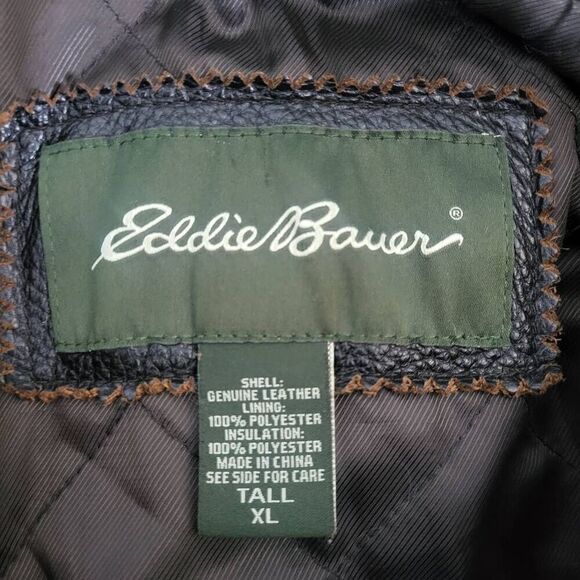 Eddie Bauer®
SHELL:
GENUINE LEATHER
LINING:
100% POLYESTER
INSULATION:
100% POLYESTER
MADE IN CHINA
SEE SIDE FOR CARE
TALL
XL